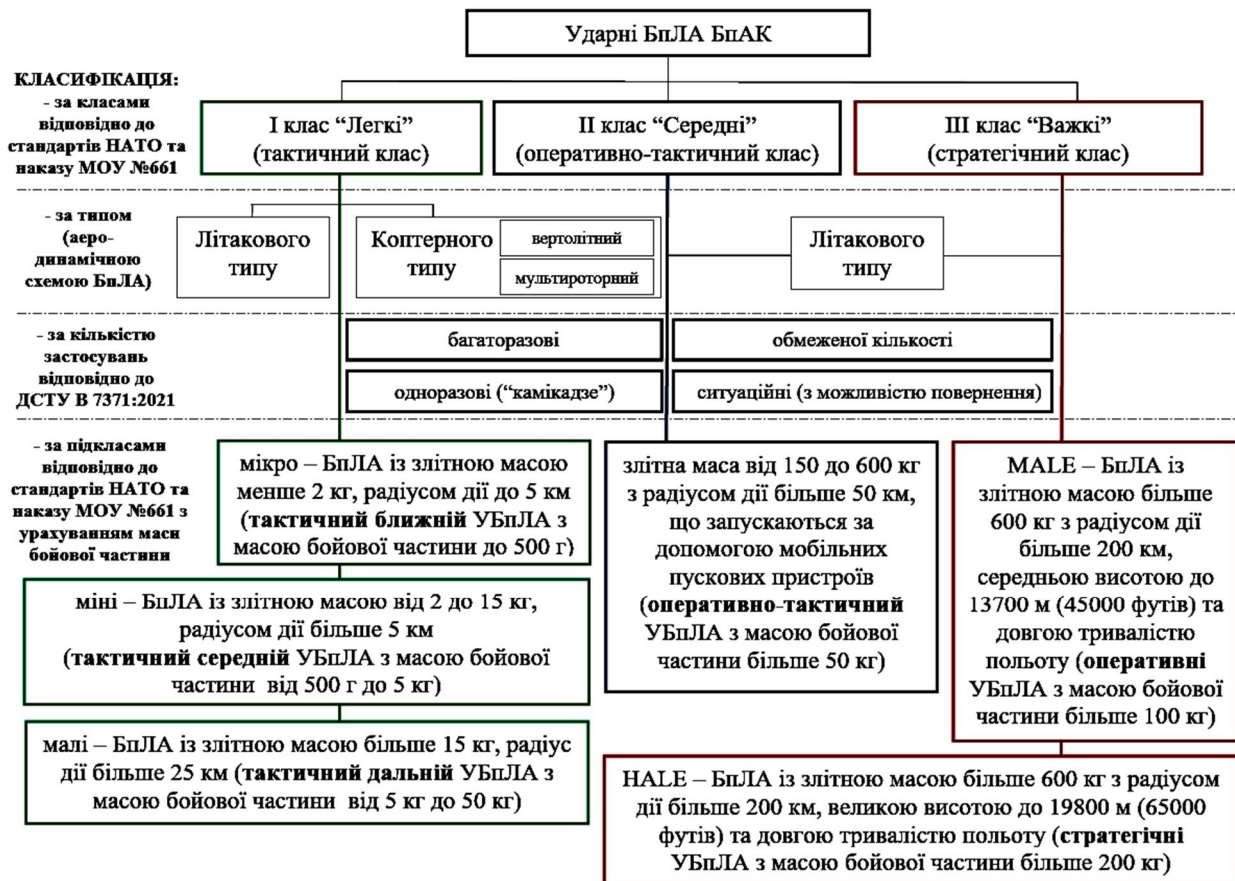 Ударні БпЛА БпАК
КЛАСИФІКАЦІЯ:
- за класами
відповідно до
стандартів НАТО та
наказу МОУ №661
І клас “Легкі”
(тактичний клас)
ІІ клас “Середні”
(оперативно-тактичний клас)
ІІІ клас “Важкі”
(стратегічний клас)
- за типом
(аеро-
динамічною
схемою БпЛА)
Літакового
типу
Коптерного
типу
вертолітний
мультироторний
Літакового
типу
- за кількістю
застосувань
відповідно до
ДСТУ В 7371:2021
багаторазові
обмеженої кількості
одноразові (“камікадзе”)
ситуаційні (з можливістю повернення)
- за підкласами
відповідно до
стандартів НАТО та
наказу МОУ №661 з
урахуванням маси
бойової частини
мікро – БпЛА із злітною масою
менше 2 кг, радіусом дії до 5 км
(тактичний ближній УБпЛА з
масою бойової частини до 500 г)
міні – БпЛА із злітною масою від 2 до 15 кг,
радіусом дії більше 5 км
(тактичний середній УБпЛА з масою бойової
частини від 500 г до 5 кг)
малі – БпЛА із злітною масою більше 15 кг, радіус
дії більше 25 км (тактичний дальній УБпЛА з
масою бойової частини від 5 кг до 50 кг)
злітна маса від 150 до 600 кг
з радіусом дії більше 50 км,
що запускаються за
допомогою мобільних
пускових пристроїв
(оперативно-тактичний
УБпЛА з масою бойової
частини більше 50 кг)
MALE – БпЛА із
злітною масою більше
600 кг з радіусом дії
більше 200 км,
середньою висотою до
13700 м (45000 футів) та
довгою тривалістю
польоту (оперативні
УБпЛА з масою бойової
частини більше 100 кг)
HALE – БпЛА із злітною масою більше 600 кг з радіусом
дії більше 200 км, великою висотою до 19800 м (65000
футів) та довгою тривалістю польоту (стратегічні
УБпЛА з масою бойової частини більше 200 кг)